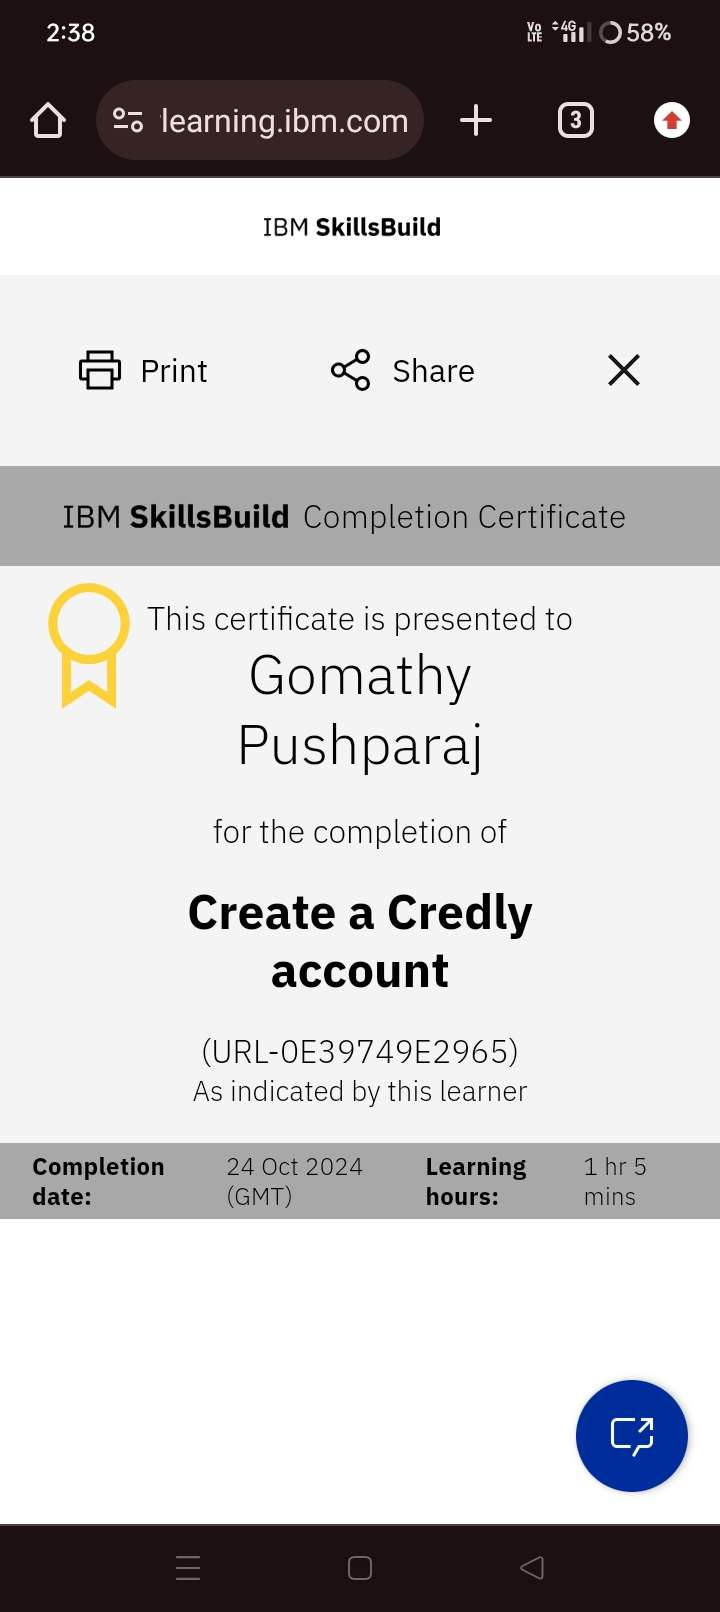 2:38
Vo LTE 4G 58%
learning.ibm.com
3
IBM SkillsBuild
Print
Share
IBM SkillsBuild Completion Certificate
This certificate is presented to
Gomathy
Pushparaj
for the completion of
Create a Credly
account
(URL-0E39749E2965)
As indicated by this learner
Completion date:
24 Oct 2024 (GMT)
Learning hours:
1 hr 5 mins